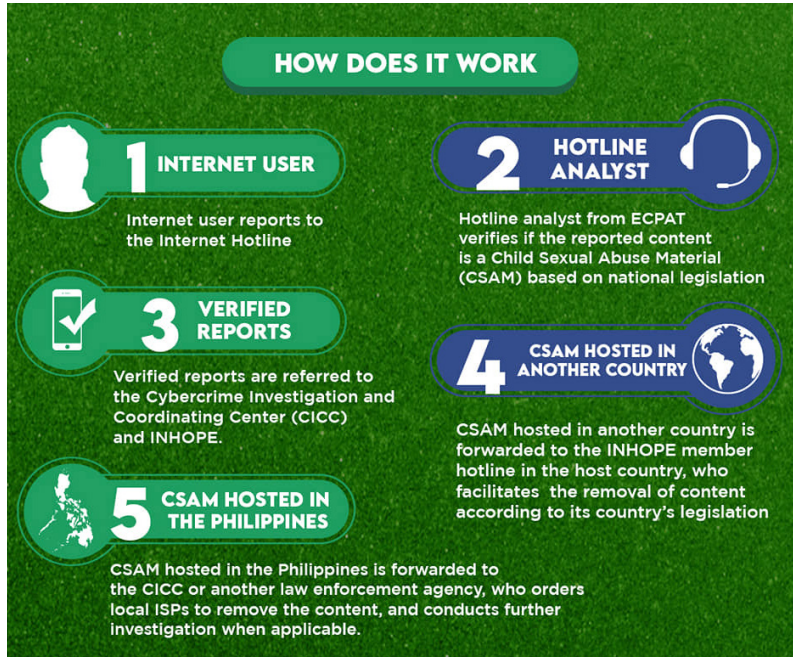 HOW DOES IT WORK
1 INTERNET USER
Internet user reports to
the Internet Hotline
2 HOTLINE
ANALYST
Hotline analyst from ECPAT
verifies if the reported content
is a Child Sexual Abuse Material
(CSAM) based on national legislation
3 VERIFIED
REPORTS
Verified reports are referred to
the Cybercrime Investigation and
Coordinating Center (CICC)
and INHOPE.
4 CSAM HOSTED IN
ANOTHER COUNTRY
CSAM hosted in another country is
forwarded to the INHOPE member
hotline in the host country, who
facilitates the removal of content
according to its country's legislation
5 CSAM HOSTED IN
THE PHILIPPINES
CSAM hosted in the Philippines is forwarded to
the CICC or another law enforcement agency, who orders
local ISPs to remove the content, and conducts further
investigation when applicable.